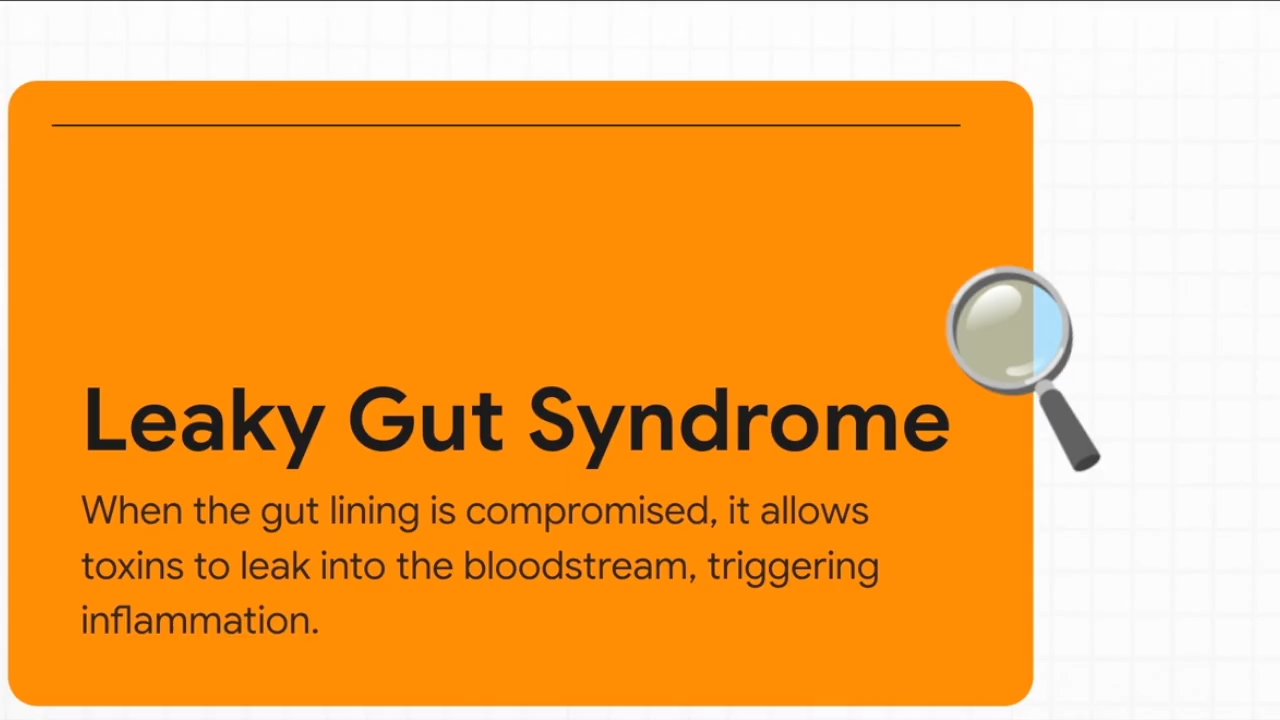 Leaky Gut Syndrome
When the gut lining is compromised, it allows
toxins to leak into the bloodstream, triggering
inflammation.